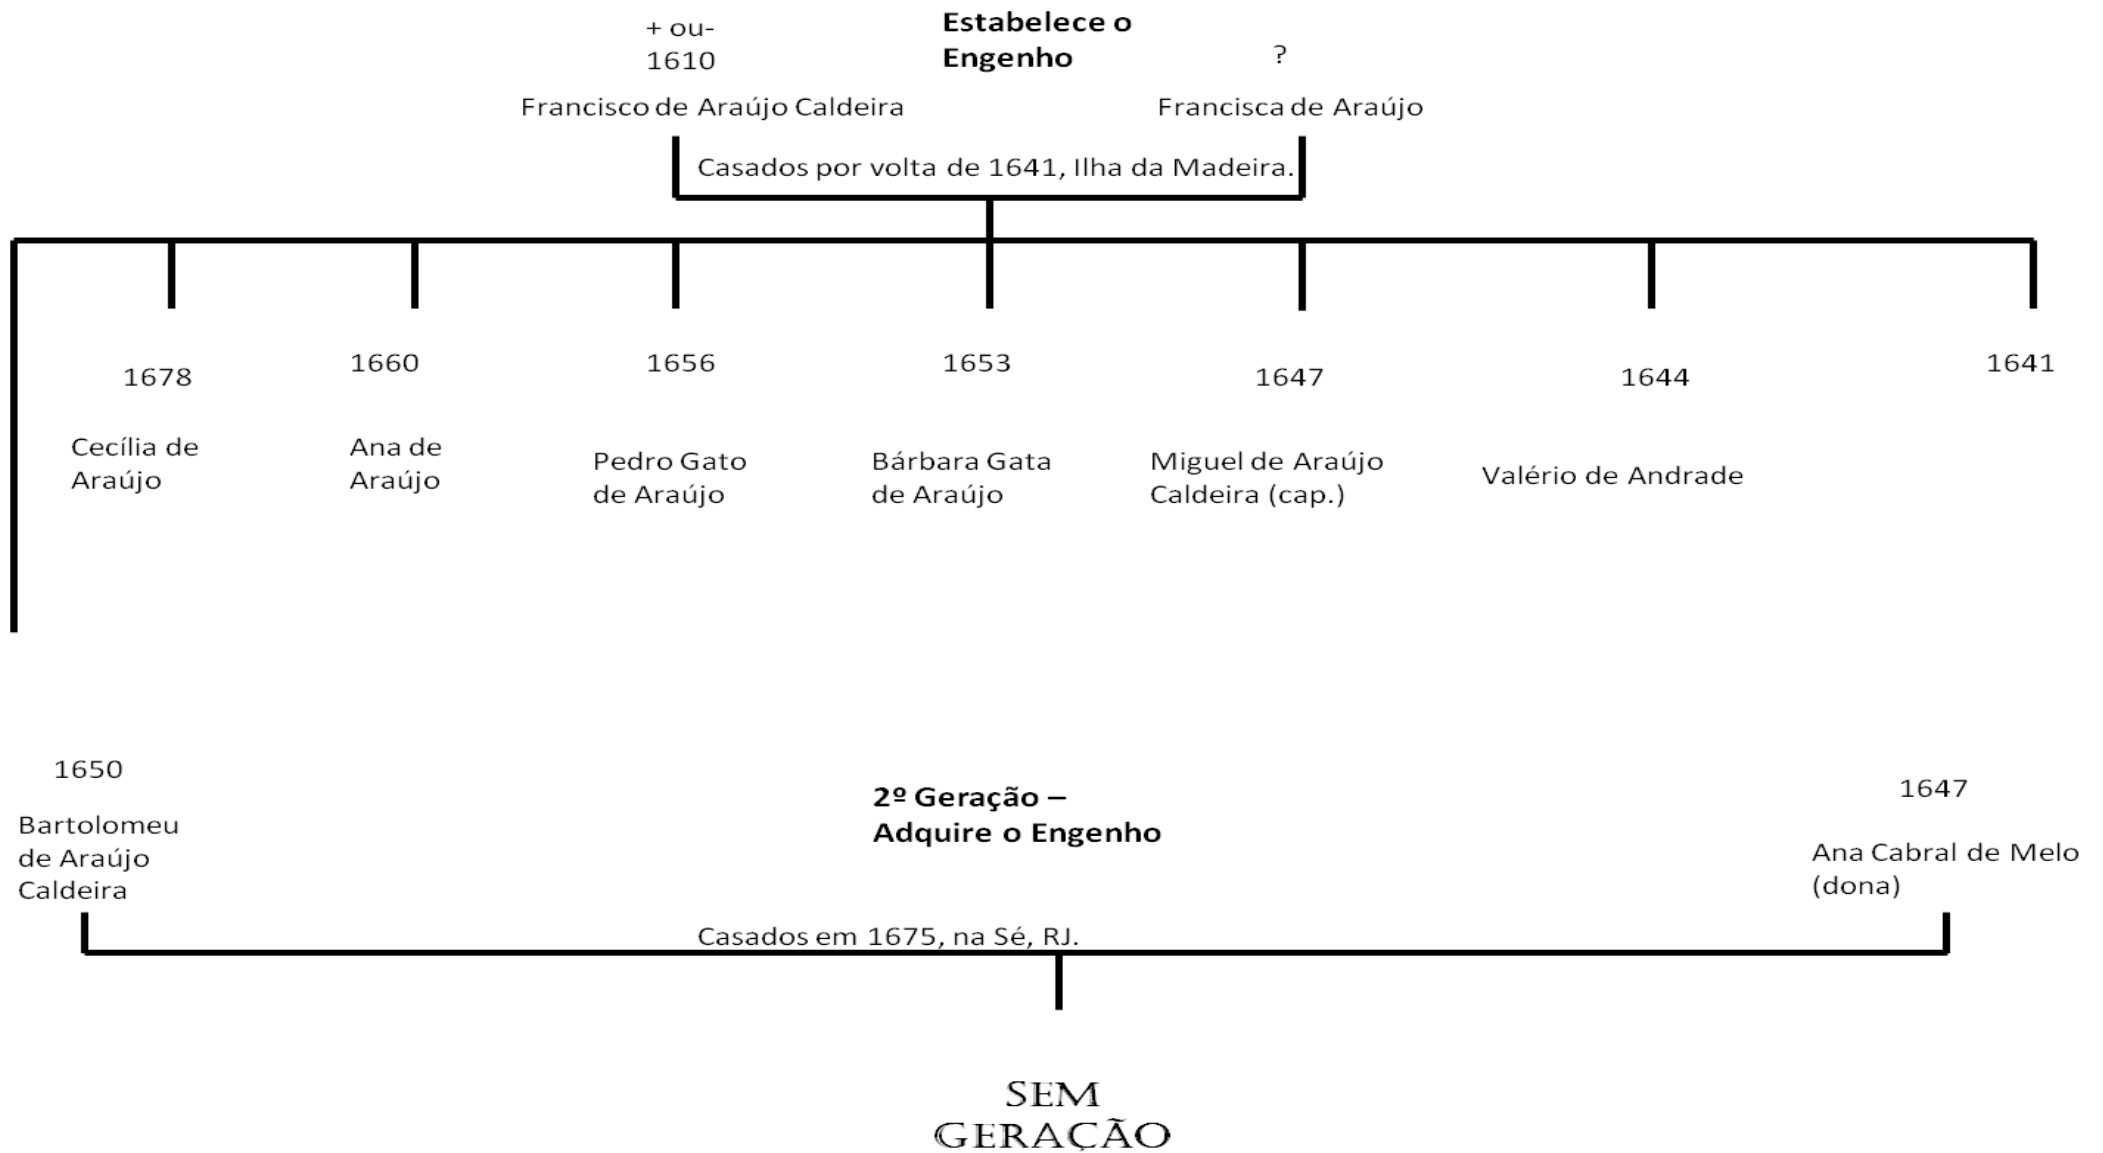 + ou-
1610
Estabelece o
Engenho
?
Francisco de Araújo Caldeira
Francisca de Araújo
Casados por volta de 1641, Ilha da Madeira.
1678
1660
1656
1653
1647
1644
1641
Cecília de
Araújo
Ana de
Araújo
Pedro Gato
de Araújo
Bárbara Gata
de Araújo
Miguel de Araújo
Caldeira (cap.)
Valério de Andrade
1650
Bartolomeu
de Araújo
Caldeira
2º Geração –
Adquire o Engenho
1647
Ana Cabral de Melo
(dona)
Casados em 1675, na Sé, RJ.
SEM
GERAÇÃO